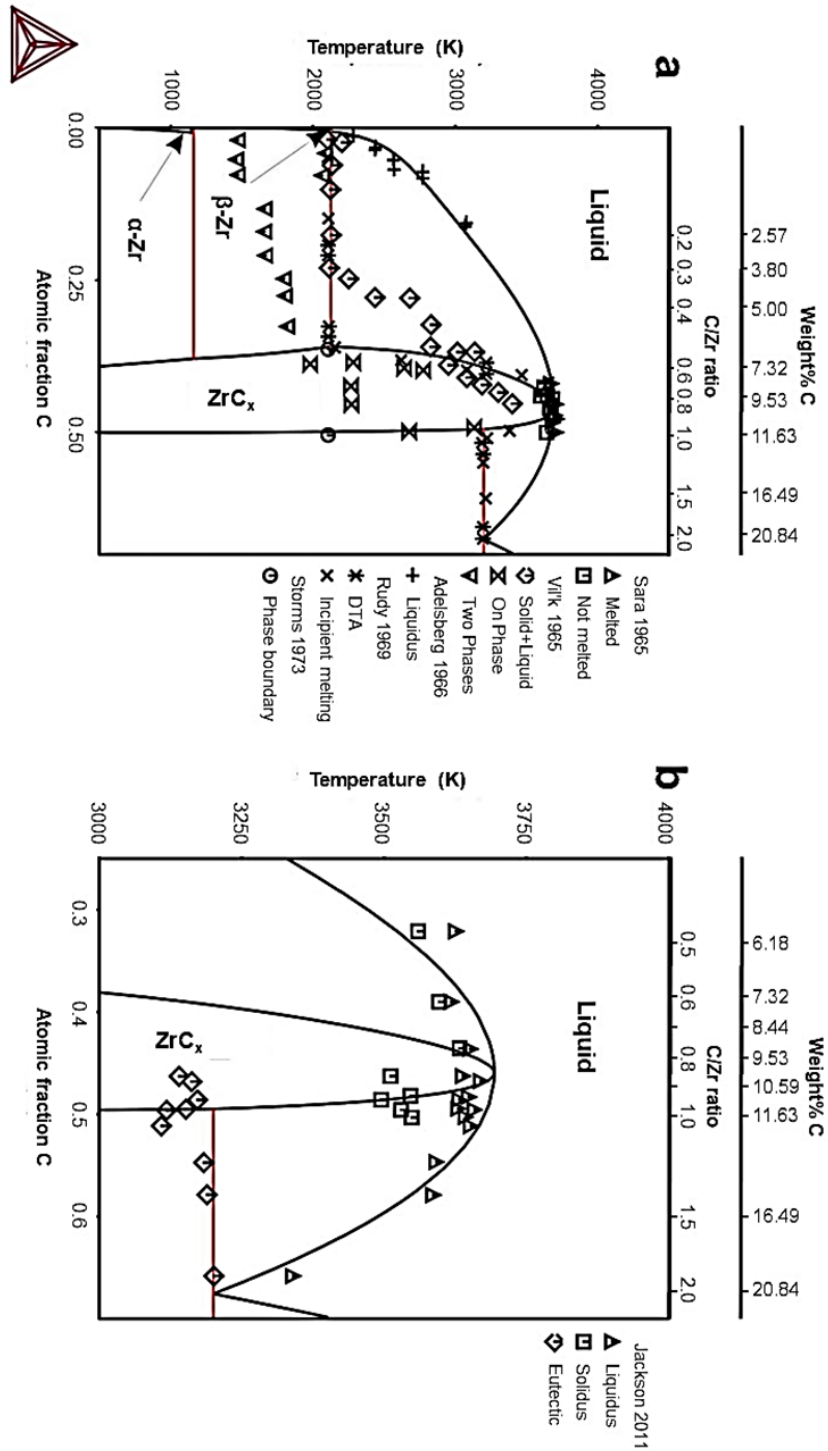 a
Weight% C
2.57 3.80 5.00 7.32 9.53 11.63 16.49 20.84
C/Zr ratio
0.2 0.3 0.4 0.6 0.8 1.0 1.5 2.0
Temperature (K)
4000
3000
2000
1000
Liquid
β-Zr
α-Zr
ZrCx
0.00 0.25 0.50
Atomic fraction C
Sara 1965
Melted
Not melted
Vil'k 1965
Solid+Liquid
On Phase
Two Phases
Adelsberg 1966
Liquidus
Rudy 1969
DTA
Incipient melting
Storms 1973
Phase boundary
b
Weight% C
6.18 7.32 8.44 9.53 10.59 11.63 16.49 20.84
C/Zr ratio
0.5 0.6 0.8 1.0 1.5 2.0
Temperature (K)
4000
3750
3500
3250
3000
Liquid
ZrCx
0.3 0.4 0.5 0.6
Atomic fraction C
Jackson 2011
Liquidus
Solidus
Eutectic